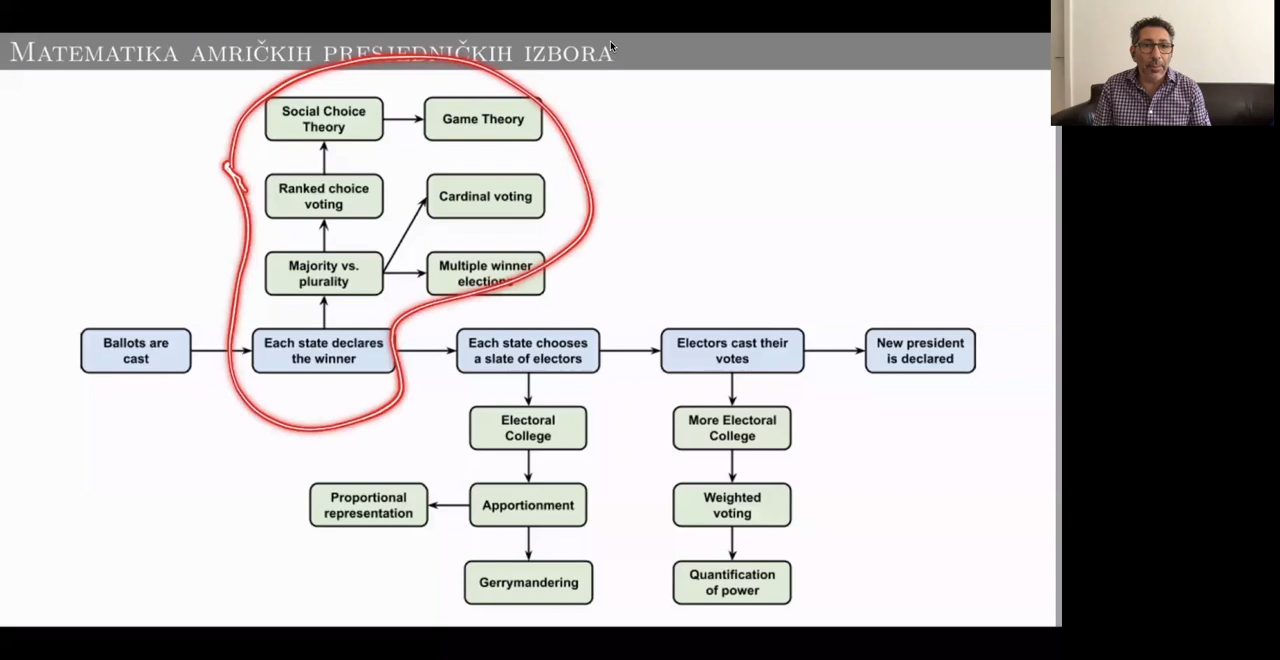 MATEMATIKA AMRIČKIH PRESJEDNIČKIH IZBORA
Social Choice
Theory
Game Theory
Ranked choice
voting
Cardinal voting
Majority vs.
plurality
Multiple winner
elections
Ballots are
cast
Each state declares
the winner
Each state chooses
a slate of electors
Electors cast their
votes
New president
is declared
Electoral
College
More Electoral
College
Proportional
representation
Apportionment
Weighted
voting
Gerrymandering
Quantification
of power